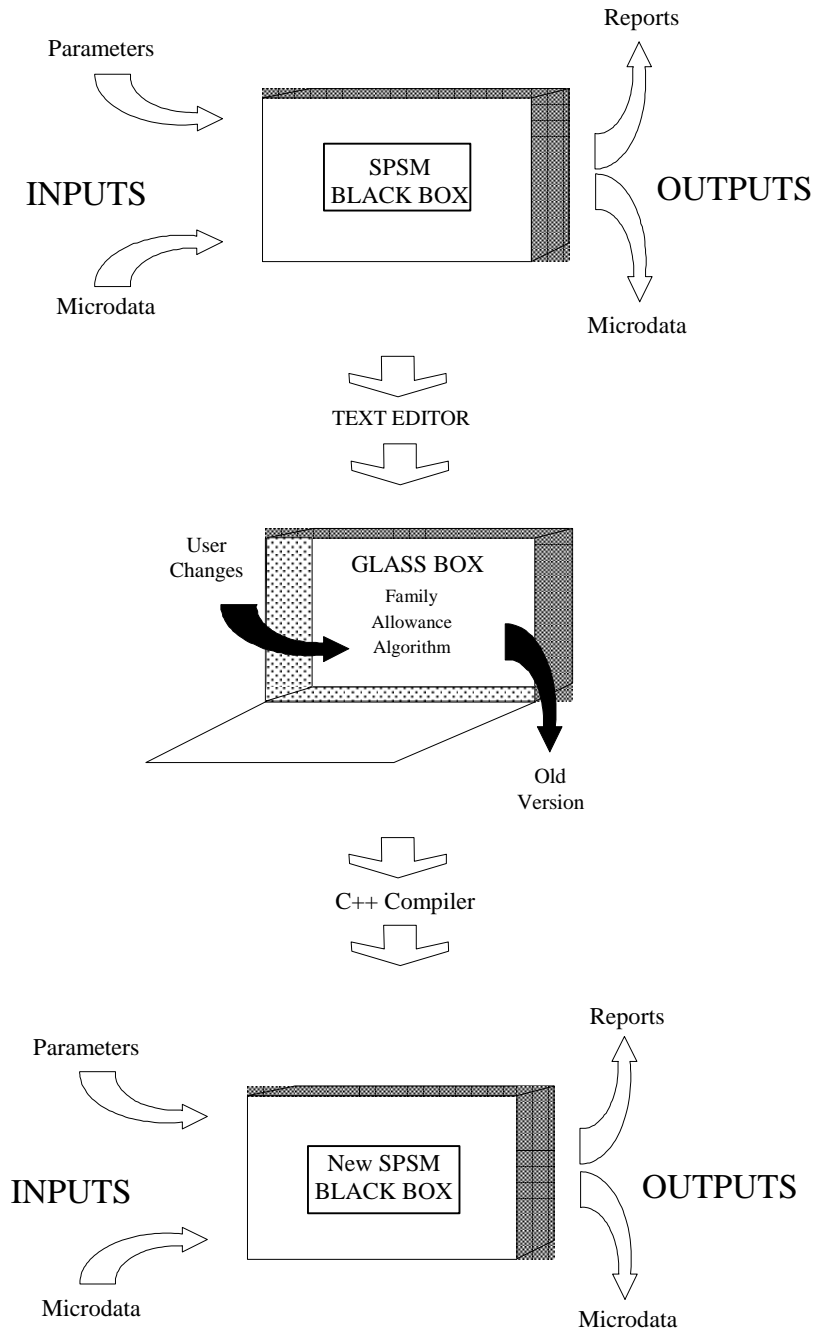 Reports
Parameters
SPSM
BLACK BOX
INPUTS
OUTPUTS
Microdata
Microdata
TEXT EDITOR
User
Changes
GLASS BOX
Family
Allowance
Algorithm
Old
Version
C++ Compiler
Reports
Parameters
New SPSM
BLACK BOX
INPUTS
OUTPUTS
Microdata
Microdata